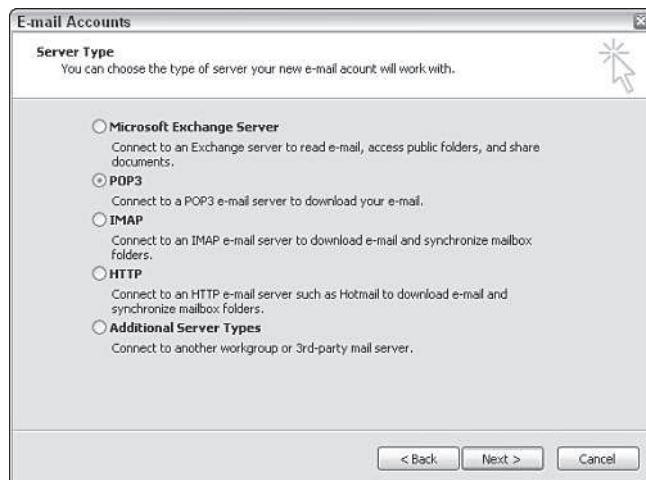 E-mail Accounts
Server Type
You can choose the type of server your new e-mail acount will work with.
Microsoft Exchange Server
Connect to an Exchange server to read e-mail, access public folders, and share
documents.
POP3
Connect to a POP3 e-mail server to download your e-mail.
IMAP
Connect to an IMAP e-mail server to download e-mail and synchronize mailbox
folders.
HTTP
Connect to an HTTP e-mail server such as Hotmail to download e-mail and
synchronize mailbox folders.
Additional Server Types
Connect to another workgroup or 3rd-party mail server.
< Back Next > Cancel